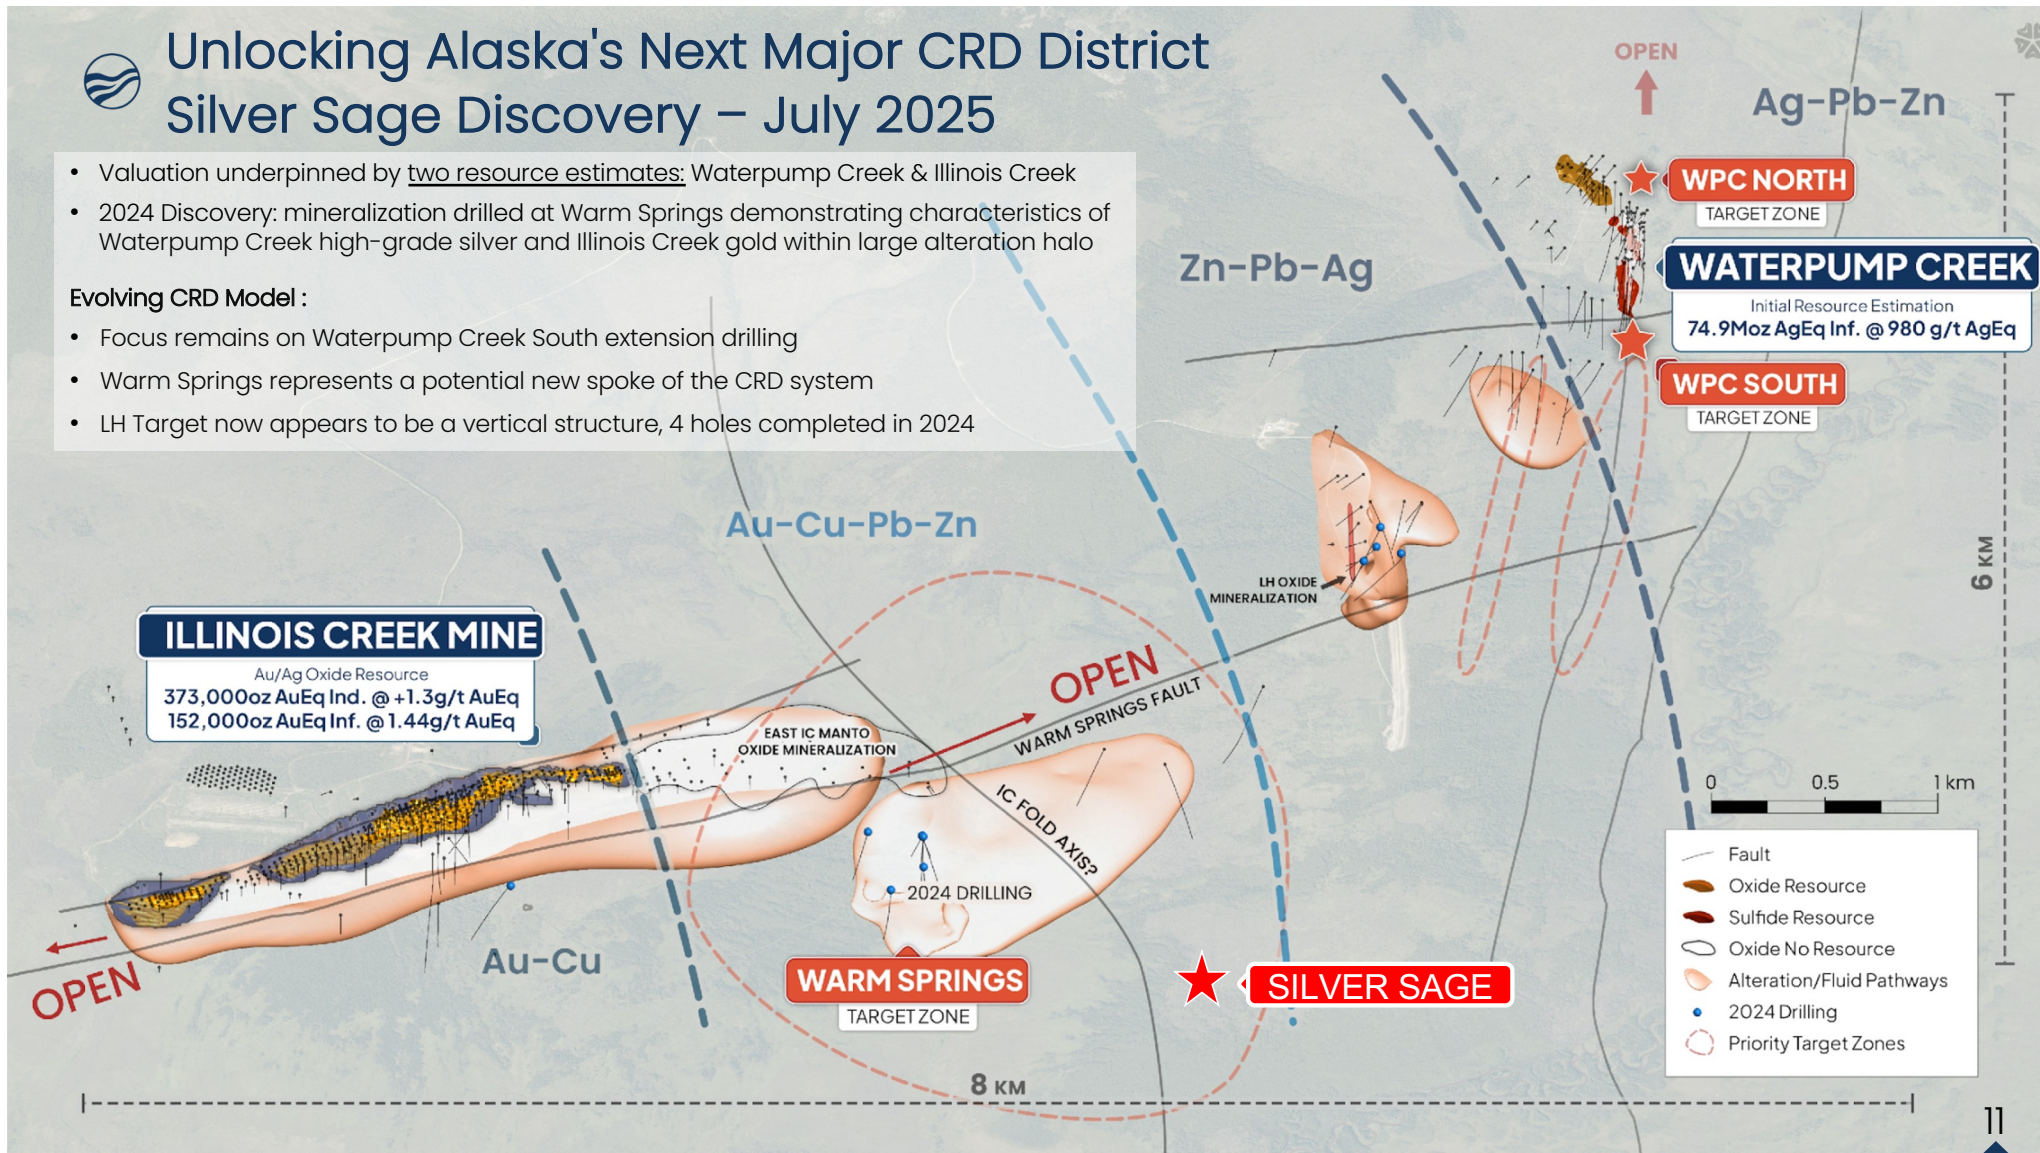 Unlocking Alaska's Next Major CRD District
Silver Sage Discovery – July 2025
• Valuation underpinned by two resource estimates: Waterpump Creek & Illinois Creek
• 2024 Discovery: mineralization drilled at Warm Springs demonstrating characteristics of
Waterpump Creek high-grade silver and Illinois Creek gold within large alteration halo
Evolving CRD Model :
• Focus remains on Waterpump Creek South extension drilling
• Warm Springs represents a potential new spoke of the CRD system
• LH Target now appears to be a vertical structure, 4 holes completed in 2024
OPEN
Ag-Pb-Zn
WPC NORTH
TARGET ZONE
Zn-Pb-Ag
WATERPUMP CREEK
Initial Resource Estimation
74.9Moz AgEq Inf. @ 980 g/t AgEq
WPC SOUTH
TARGET ZONE
Au-Cu-Pb-Zn
6 KM
LH OXIDE
MINERALIZATION
ILLINOIS CREEK MINE
Au/Ag Oxide Resource
373,000oz AuEq Ind. @ +1.3g/t AuEq
152,000oz AuEq Inf. @ 1.44g/t AuEq
OPEN
WARM SPRINGS FAULT
EAST IC MANTO
OXIDE MINERALIZATION
IC FOLD AXIS?
0 0.5 1 km
2024 DRILLING
Au-Cu
OPEN
WARM SPRINGS
TARGET ZONE
SILVER SAGE
Fault
Oxide Resource
Sulfide Resource
Oxide No Resource
Alteration/Fluid Pathways
2024 Drilling
Priority Target Zones
8 KM
11